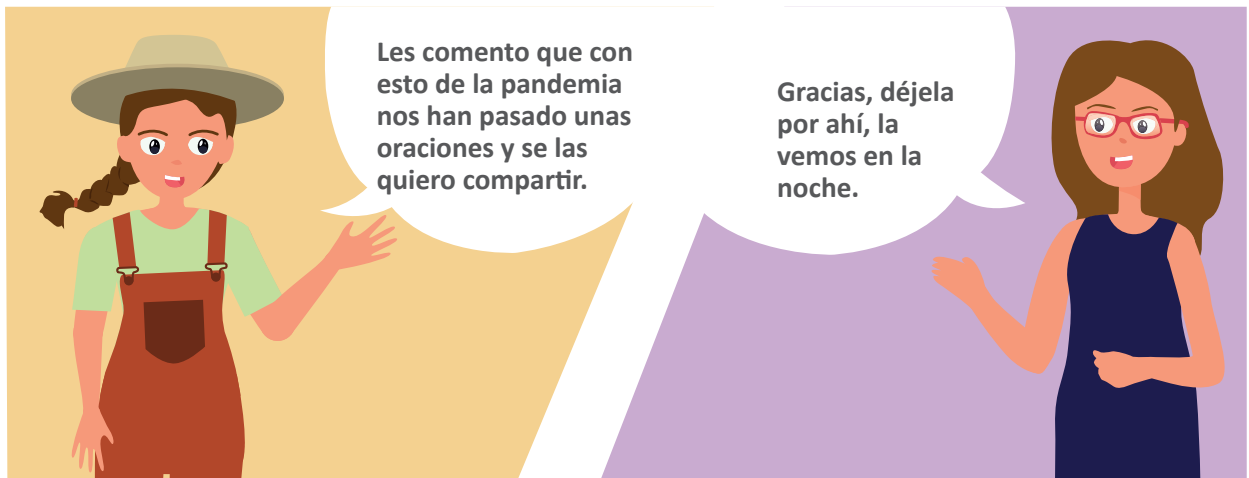 Les comento que con
esto de la pandemia
nos han pasado unas
oraciones y se las
quiero compartir.
Gracias, déjela
por ahí, la
vemos en la
noche.